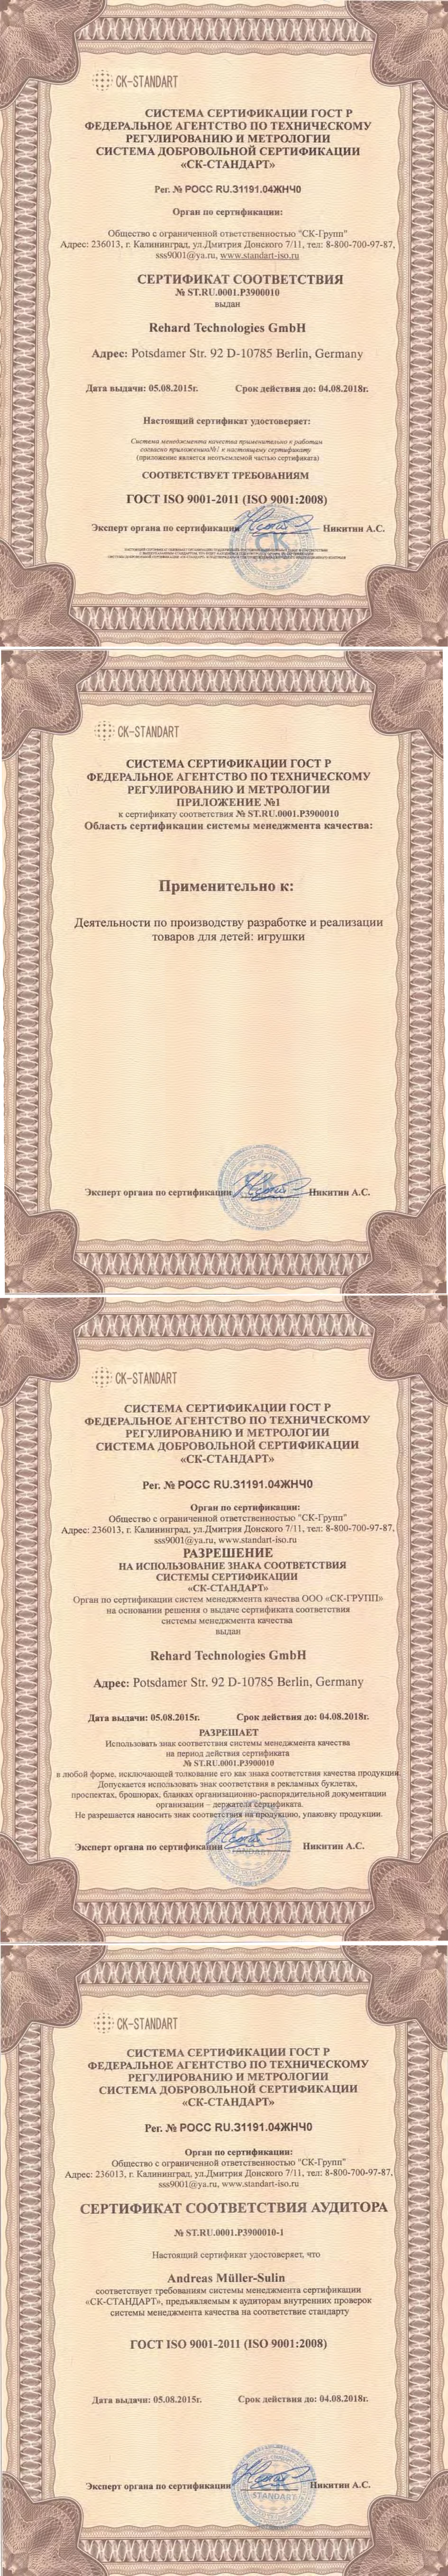 CK-STANDART
СИСТЕМА СЕРТИФИКАЦИИ ГОСТ Р
ФЕДЕРАЛЬНОЕ АГЕНТСТВО ПО ТЕХНИЧЕСКОМУ
РЕГУЛИРОВАНИЮ И МЕТРОЛОГИИ
СИСТЕМА ДОБРОВОЛЬНОЙ СЕРТИФИКАЦИИ
«СК-СТАНДАРТ»
Рег. № РОСС RU.31191.04ЖНЧ0
Орган по сертификации:
Общество с ограниченной ответственностью "СК-Групп"
Адрес: 236013, г. Калининград, ул.Дмитрия Донского 7/11, тел: 8-800-700-97-87,
sss9001@ya.ru, www.standart-iso.ru
СЕРТИФИКАТ СООТВЕТСТВИЯ
№ ST.RU.0001.P3900010
выдан
Rehard Technologies GmbH
Адрес: Potsdamer Str. 92 D-10785 Berlin, Germany
Дата выдачи: 05.08.2015г. Срок действия до: 04.08.2018г.
Настоящий сертификат удостоверяет:
Система менеджмента качества применительно к работам
согласно приложения№1 к настоящему сертификату
(приложение является неотъемлемой частью сертификата)
СООТВЕТСТВУЕТ ТРЕБОВАНИЯМ
ГОСТ ISO 9001-2011 (ISO 9001:2008)
Эксперт органа по сертификации Никитин А.С.
CK-STANDART
СИСТЕМА СЕРТИФИКАЦИИ ГОСТ Р
ФЕДЕРАЛЬНОЕ АГЕНТСТВО ПО ТЕХНИЧЕСКОМУ
РЕГУЛИРОВАНИЮ И МЕТРОЛОГИИ
ПРИЛОЖЕНИЕ №1
к сертификату соответствия № ST.RU.0001.P3900010
Область сертификации системы менеджмента качества:
Применительно к:
Деятельности по производству разработке и реализации
товаров для детей: игрушки
Эксперт органа по сертификации Никитин А.С.
CK-STANDART
СИСТЕМА СЕРТИФИКАЦИИ ГОСТ Р
ФЕДЕРАЛЬНОЕ АГЕНТСТВО ПО ТЕХНИЧЕСКОМУ
РЕГУЛИРОВАНИЮ И МЕТРОЛОГИИ
СИСТЕМА ДОБРОВОЛЬНОЙ СЕРТИФИКАЦИИ
«СК-СТАНДАРТ»
Рег. № РОСС RU.31191.04ЖНЧ0
Орган по сертификации:
Общество с ограниченной ответственностью "СК-Групп"
Адрес: 236013, г. Калининград, ул.Дмитрия Донского 7/11, тел: 8-800-700-97-87,
sss9001@ya.ru, www.standart-iso.ru
РАЗРЕШЕНИЕ
НА ИСПОЛЬЗОВАНИЕ ЗНАКА СООТВЕТСТВИЯ
СИСТЕМЫ СЕРТИФИКАЦИИ
«СК-СТАНДАРТ»
Орган по сертификации систем менеджмента качества ООО «СК-ГРУПП»
на основании решения о выдаче сертификата соответствия
системы менеджмента качества
выдан
Rehard Technologies GmbH
Адрес: Potsdamer Str. 92 D-10785 Berlin, Germany
Дата выдачи: 05.08.2015г. Срок действия до: 04.08.2018г.
РАЗРЕШАЕТ
Использовать знак соответствия системы менеджмента качества
на период действия сертификата
№ ST.RU.0001.P3900010
в любой форме, исключающей толкование его как знака соответствия качества продукции.
Допускается использовать знак соответствия в рекламных буклетах,
проспектах, брошюрах, бланках организационно-распорядительной документации
организации – держателя сертификата.
Не разрешается наносить знак соответствия на продукцию, упаковку продукции.
Эксперт органа по сертификации Никитин А.С.
CK-STANDART
СИСТЕМА СЕРТИФИКАЦИИ ГОСТ Р
ФЕДЕРАЛЬНОЕ АГЕНТСТВО ПО ТЕХНИЧЕСКОМУ
РЕГУЛИРОВАНИЮ И МЕТРОЛОГИИ
СИСТЕМА ДОБРОВОЛЬНОЙ СЕРТИФИКАЦИИ
«СК-СТАНДАРТ»
Рег. № РОСС RU.31191.04ЖНЧ0
Орган по сертификации:
Общество с ограниченной ответственностью "СК-Групп"
Адрес: 236013, г. Калининград, ул.Дмитрия Донского 7/11, тел: 8-800-700-97-87,
sss9001@ya.ru, www.standart-iso.ru
СЕРТИФИКАТ СООТВЕТСТВИЯ АУДИТОРА
№ ST.RU.0001.P3900010-1
Настоящий сертификат удостоверяет, что
Andreas Müller-Sulin
соответствует требованиям системы менеджмента сертификации
«СК-СТАНДАРТ», предъявляемым к аудиторам внутренних проверок
системы менеджмента качества на соответствие стандарту
ГОСТ ISO 9001-2011 (ISO 9001:2008)
Дата выдачи: 05.08.2015г. Срок действия до: 04.08.2018г.
Эксперт органа по сертификации Никитин А.С.
STANDART